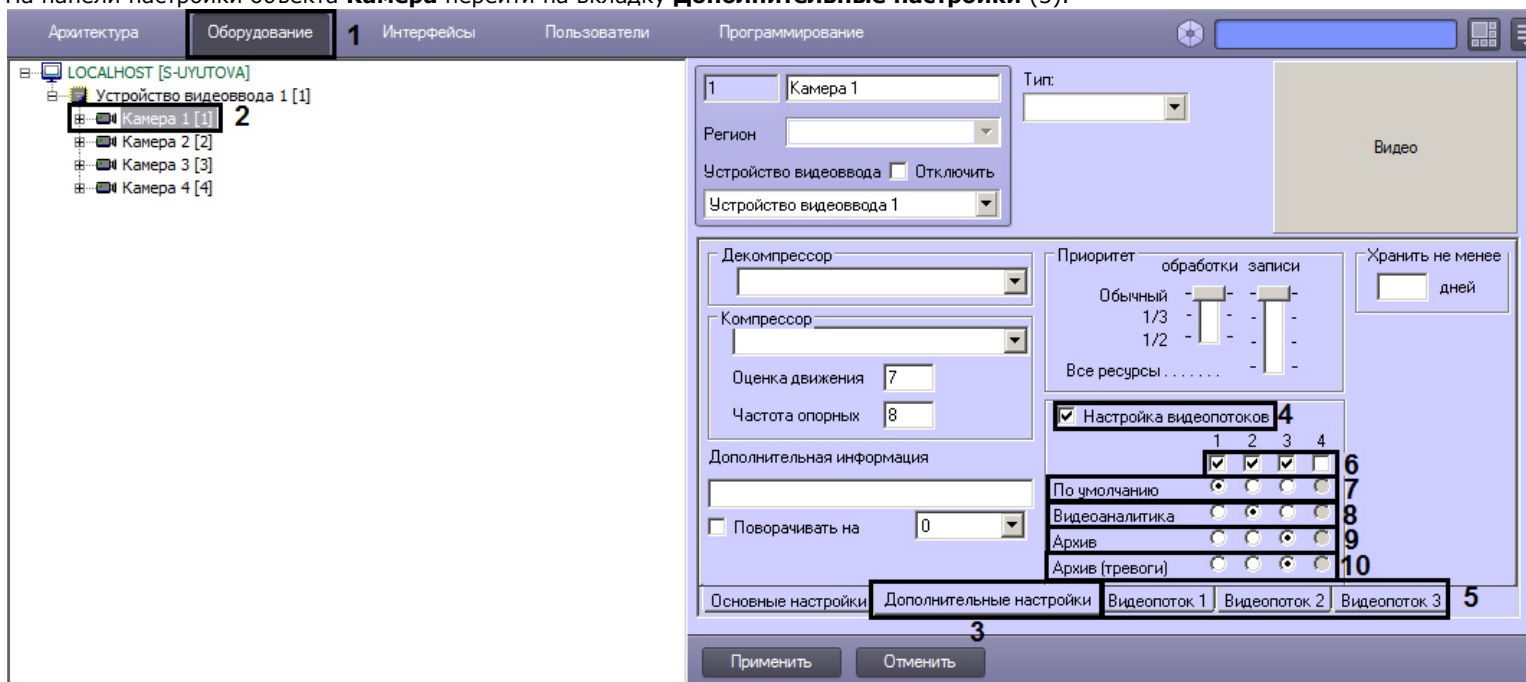 На панели настройки объекта Камера перейти на вкладку Дополнительные настройки (3).
Архитектура Оборудование 1 Интерфейсы Пользователи Программирование
LOCALHOST [S-UYUTOVA]
Устройство видеоввода 1 [1]
Камера 1 [1] 2
Камера 2 [2]
Камера 3 [3]
Камера 4 [4]
1 Камера 1
Тип:
Регион
Видео
Устройство видеоввода Отключить
Устройство видеоввода 1
Декомпрессор
Компрессор
Оценка движения 7
Частота опорных 8
Дополнительная информация
Поворачивать на 0
Приоритет
обработки записи
Обычный
1/3
1/2
Все ресурсы . . . . . . .
Хранить не менее
дней
Настройка видеопотоков 4
1 2 3 4
6
По умолчанию 7
Видеоаналитика 8
Архив 9
Архив (тревоги) 10
Основные настройки Дополнительные настройки Видеопоток 1 Видеопоток 2 Видеопоток 3 5
3
Применить Отменить